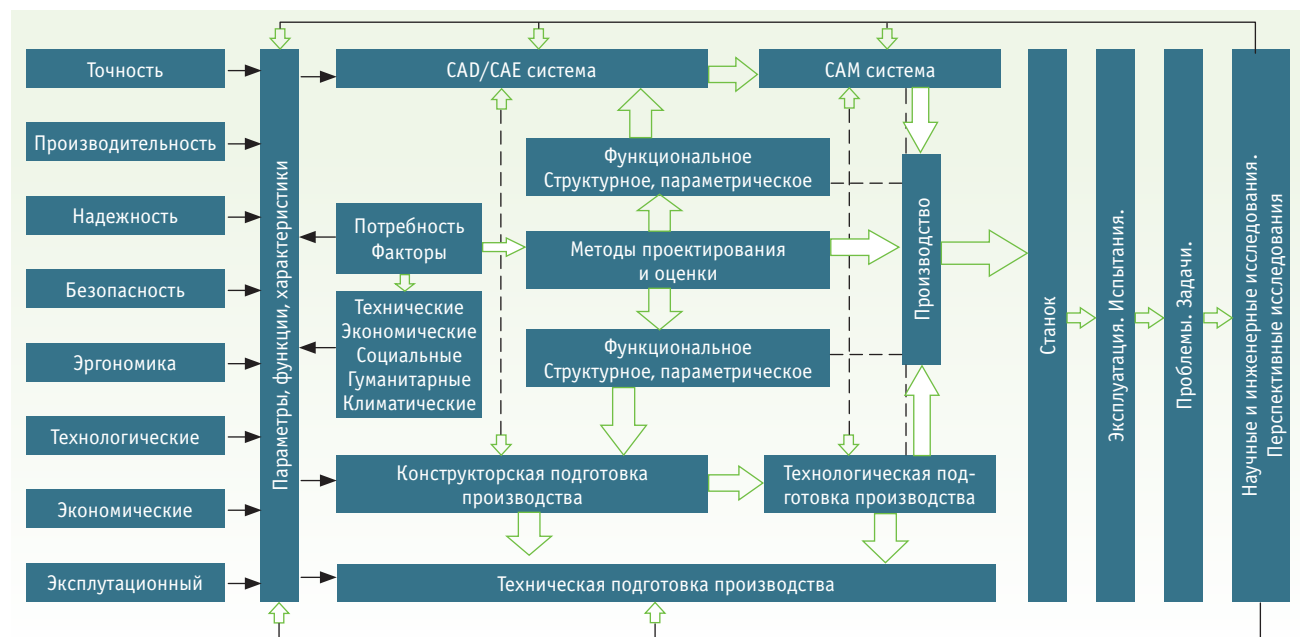 Точность
Производительность
Надежность
Безопасность
Эргономика
Технологические
Экономические
Эксплутационный
Параметры, функции, характеристики
CAD/CAE система
CAM система
Функциональное
Структурное, параметрическое
Потребность
Факторы
Методы проектирования
и оценки
Технические
Экономические
Социальные
Гуманитарные
Климатические
Функциональное
Структурное, параметрическое
Конструкторская подготовка
производства
Технологическая под-
готовка производства
Техническая подготовка производства
Производство
Станок
Эксплуатация. Испытания.
Проблемы. Задачи.
Научные и инженерные исследования.
Перспективные исследования